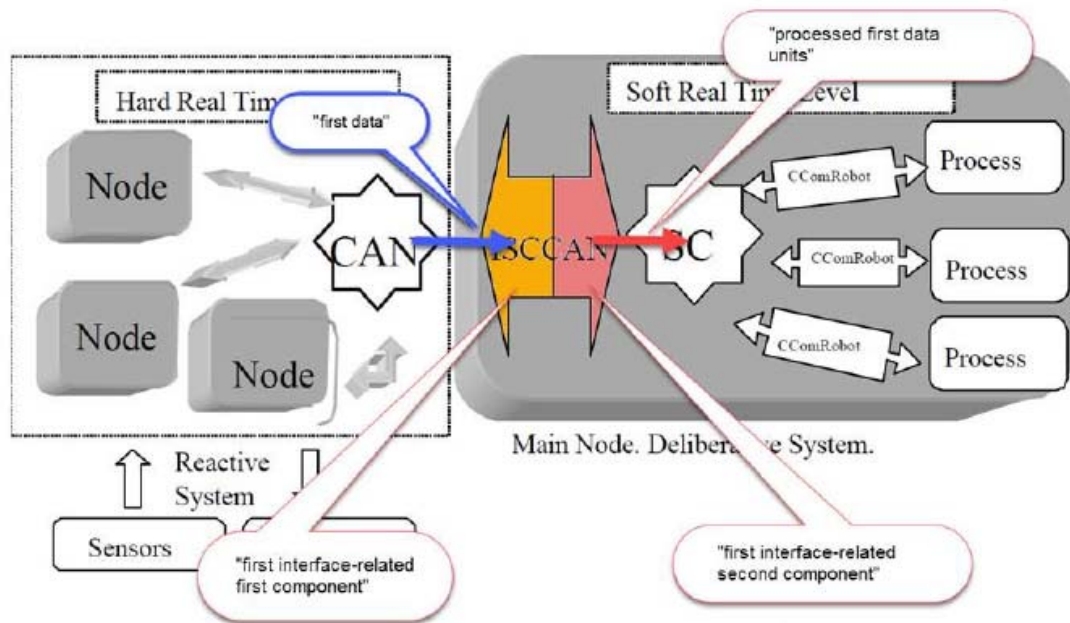 "processed first data
units"
Hard Real Tim
"first data"
Soft Real Time Level
Node
CComRobot
Process
CAN
ISCCAN
SC
CComRobot
Process
Node
Node
CComRobot
Process
Main Node. Deliberative System.
Reactive
System
Sensors
"first interface-related
first component"
"first interface-related
second component"